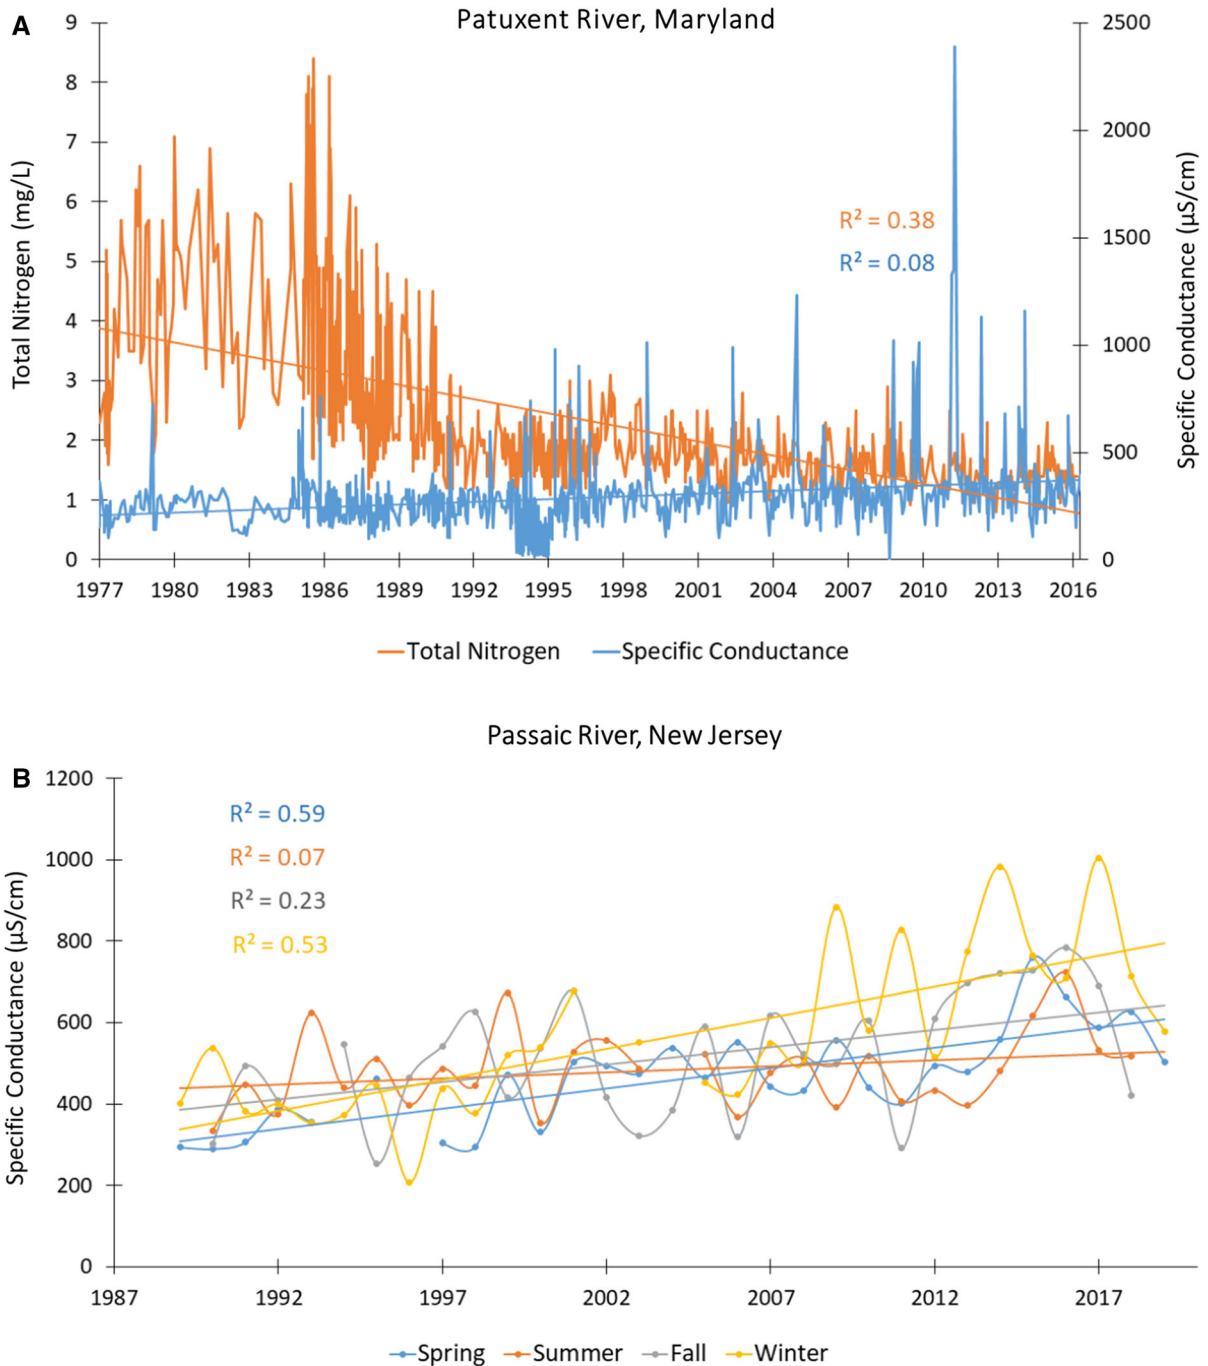 A
Patuxent River, Maryland
Total Nitrogen (mg/L)
9
8
7
6
5
4
3
2
1
0
2500
2000
1500
1000
500
0
Specific Conductance (µS/cm)
R² = 0.38
R² = 0.08
1977 1980 1983 1986 1989 1992 1995 1998 2001 2004 2007 2010 2013 2016
Total Nitrogen Specific Conductance
Passaic River, New Jersey
B
Specific Conductance (µS/cm)
1200
1000
800
600
400
200
0
R² = 0.59
R² = 0.07
R² = 0.23
R² = 0.53
1987 1992 1997 2002 2007 2012 2017
Spring Summer Fall Winter